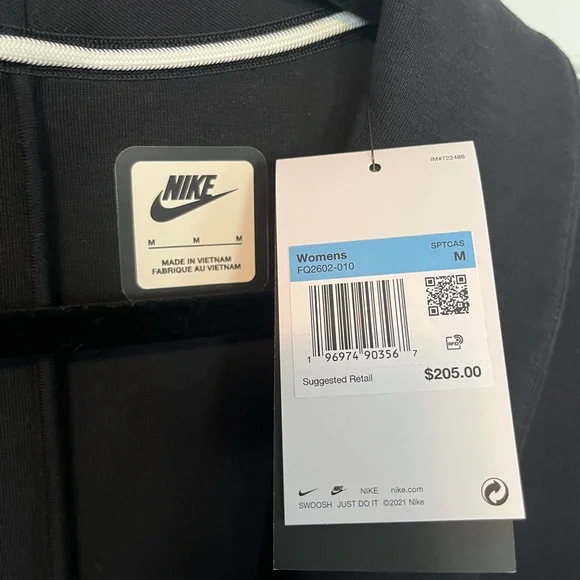 NIKE
M M M
MADE IN VIETNAM
FABRIQUE AU VIETNAM
IM#722486
Womens SPTCAS
FQ2602-010 M
1 96974 90356 7
RFID
Suggested Retail $205.00
NIKE nike.com
SWOOSH JUST DO IT ©2021 Nike